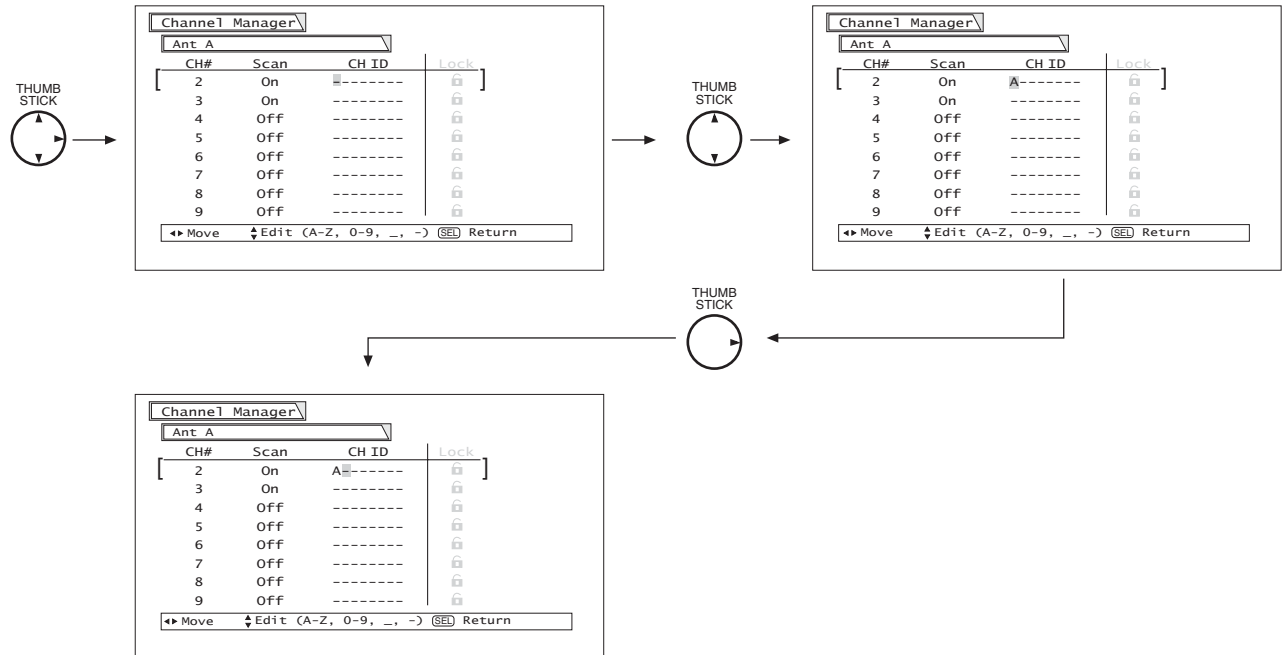 THUMB
STICK
Channel Manager
Ant A
CH# Scan CH ID Lock
[ 2 On -------- ]
3 On --------
4 Off --------
5 Off --------
6 Off --------
7 Off --------
8 Off --------
9 Off --------
◂▸ Move ▴▾ Edit (A-Z, 0-9, _, -) SEL Return
THUMB
STICK
Channel Manager
Ant A
CH# Scan CH ID Lock
[ 2 On A------- ]
3 On --------
4 Off --------
5 Off --------
6 Off --------
7 Off --------
8 Off --------
9 Off --------
◂▸ Move ▴▾ Edit (A-Z, 0-9, _, -) SEL Return
THUMB
STICK
Channel Manager
Ant A
CH# Scan CH ID Lock
[ 2 On A------- ]
3 On --------
4 Off --------
5 Off --------
6 Off --------
7 Off --------
8 Off --------
9 Off --------
◂▸ Move ▴▾ Edit (A-Z, 0-9, _, -) SEL Return